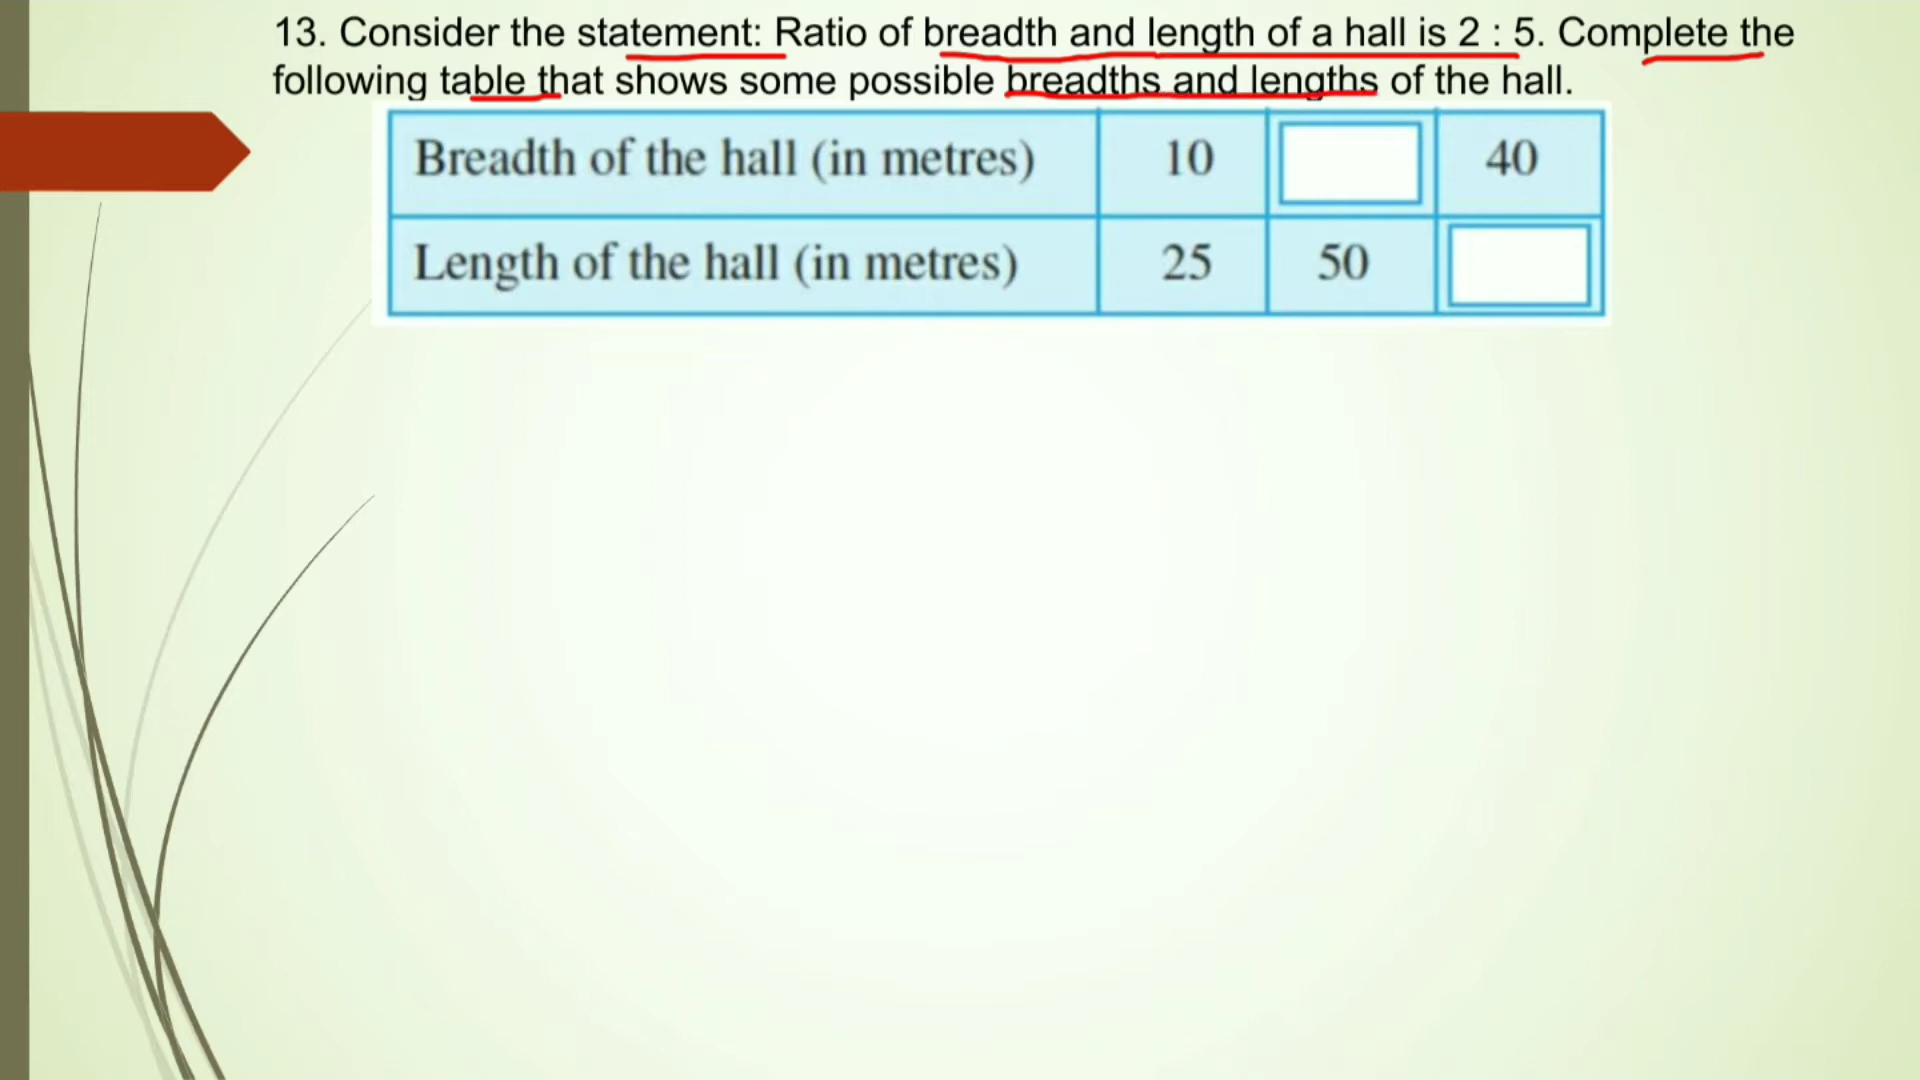 13. Consider the statement: Ratio of breadth and length of a hall is 2 : 5. Complete the
following table that shows some possible breadths and lengths of the hall.
Breadth of the hall (in metres) 10 40
Length of the hall (in metres) 25 50